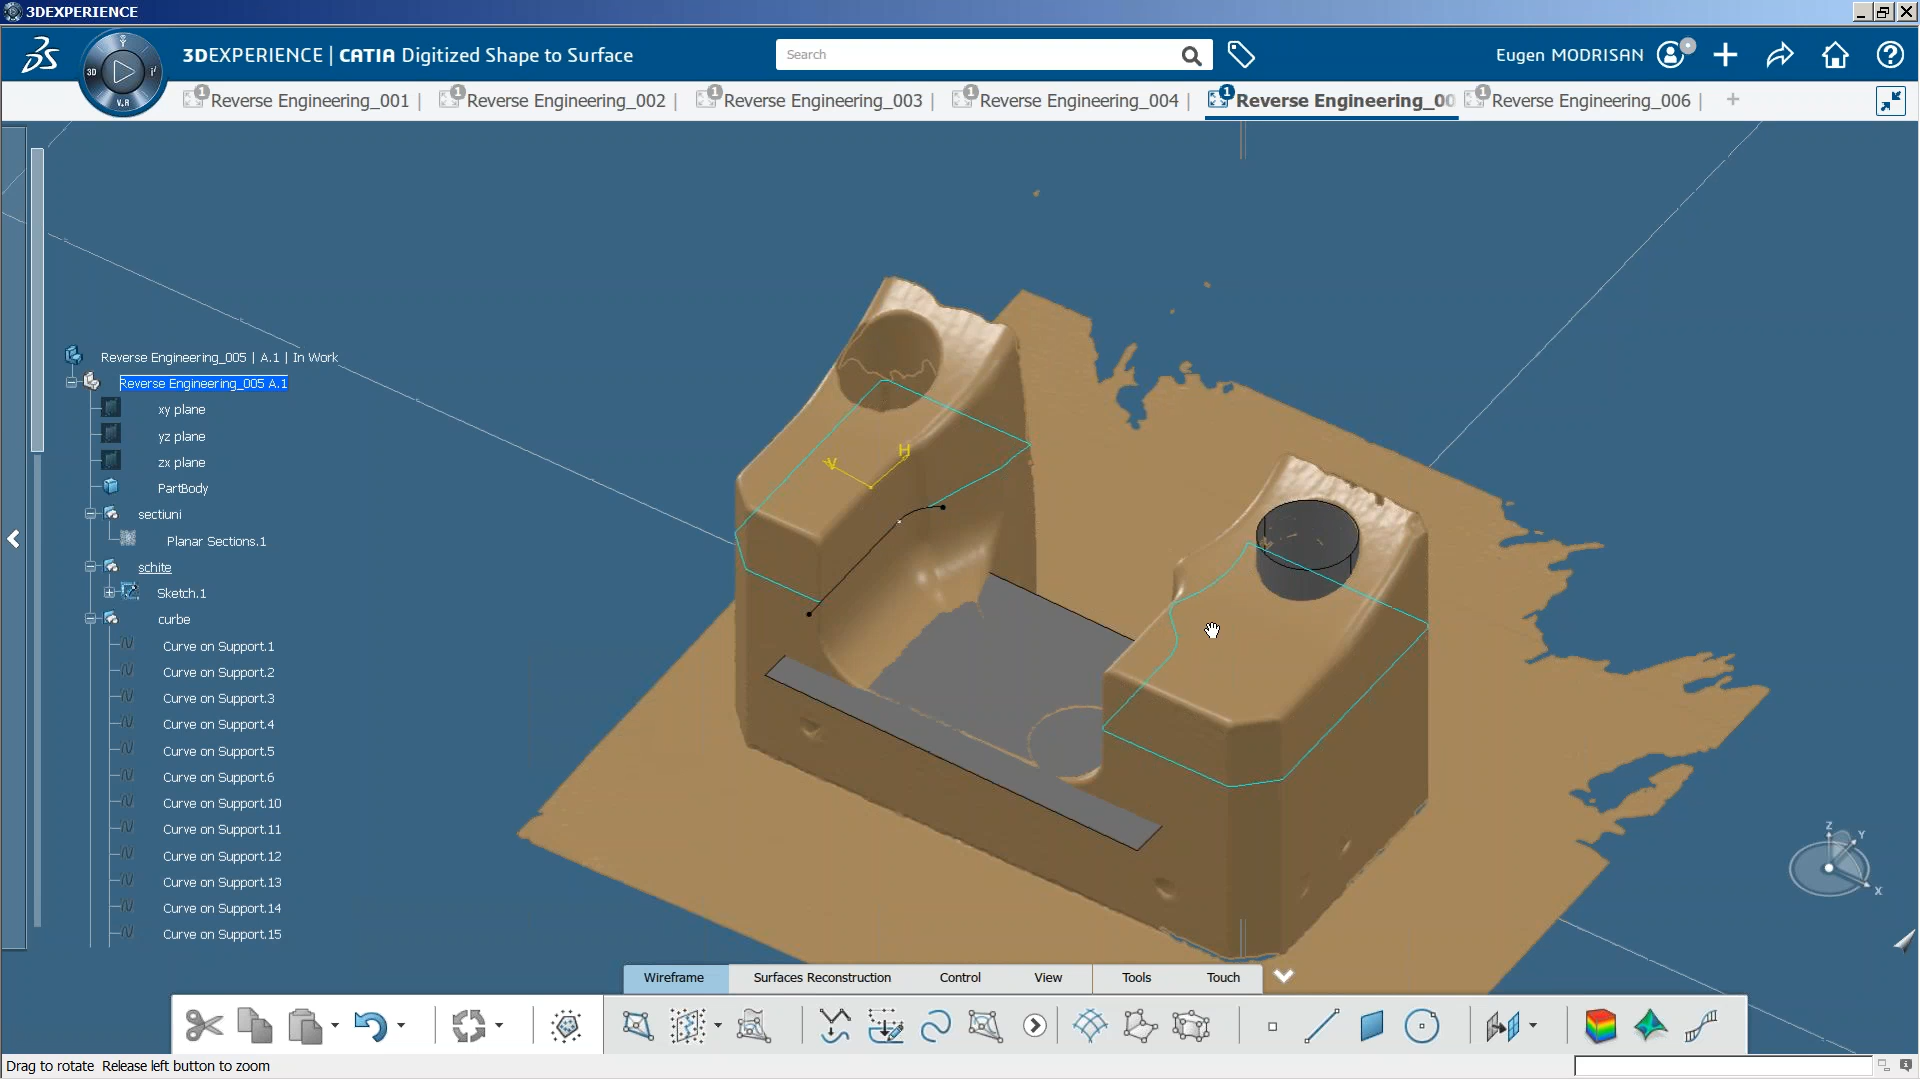 3DEXPERIENCE
3DEXPERIENCE | CATIA Digitized Shape to Surface
Search
Eugen MODRISAN
3D
V.R
Reverse Engineering_001
Reverse Engineering_002
Reverse Engineering_003
Reverse Engineering_004
Reverse Engineering_00
Reverse Engineering_006
Reverse Engineering_005 | A.1 | In Work
Reverse Engineering_005 A.1
xy plane
yz plane
zx plane
PartBody
sectiuni
Planar Sections.1
schite
Sketch.1
curbe
Curve on Support.1
Curve on Support.2
Curve on Support.3
Curve on Support.4
Curve on Support.5
Curve on Support.6
Curve on Support.10
Curve on Support.11
Curve on Support.12
Curve on Support.13
Curve on Support.14
Curve on Support.15
V
H
Z
Y
X
Wireframe
Surfaces Reconstruction
Control
View
Tools
Touch
Drag to rotate Release left button to zoom